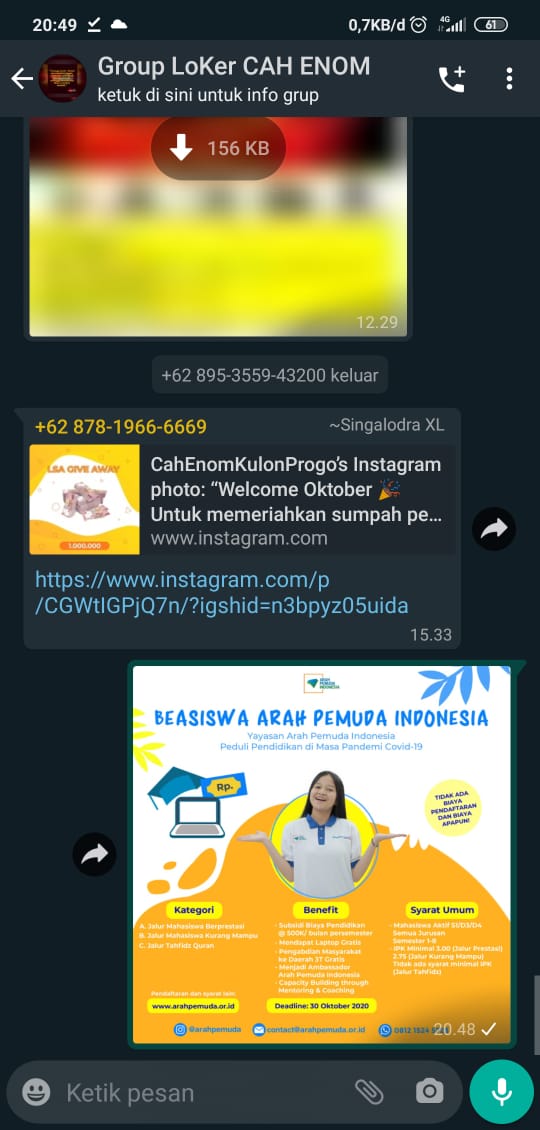 20:49
0,7KB/d
4G
61
Group LoKer CAH ENOM
ketuk di sini untuk info grup
156 KB
12.29
+62 895-3559-43200 keluar
+62 878-1966-6669
~Singalodra XL
LSA GIVE AWAY
1.000.000
CahEnomKulonProgo's Instagram
photo: “Welcome Oktober 🎉
Untuk memeriahkan sumpah pe...
www.instagram.com
https://www.instagram.com/p
/CGWtIGPjQ7n/?igshid=n3bpyz05uida
15.33
ARAH
PEMUDA
INDONESIA
BEASISWA ARAH PEMUDA INDONESIA
Yayasan Arah Pemuda Indonesia
Peduli Pendidikan di Masa Pandemi Covid-19
Rp.
TIDAK ADA
BIAYA
PENDAFTARAN
DAN BIAYA
APAPUN!
Kategori
A. Jalur Mahasiswa Berprestasi
B. Jalur Mahasiswa Kurang Mampu
C. Jalur Tahfidz Quran
Benefit
- Subsidi Biaya Pendidikan
@ 500K/ bulan persemester
- Mendapat Laptop Gratis
- Pengabdian Masyarakat
ke Daerah 3T Gratis
- Menjadi Ambassador
Arah Pemuda Indonesia
- Capacity Building through
Mentoring & Coaching
Syarat Umum
- Mahasiswa Aktif S1/D3/D4
Semua Jurusan
Semester 1-8
- IPK Minimal 3.00 (Jalur Prestasi)
2.75 (Jalur Kurang Mampu)
Tidak ada syarat minimal IPK
(Jalur Tahfidz)
Pendaftaran dan syarat lain:
www.arahpemuda.or.id
Deadline: 30 Oktober 2020
@arahpemuda
contact@arahpemuda.or.id
0812 1524
20.48
Ketik pesan